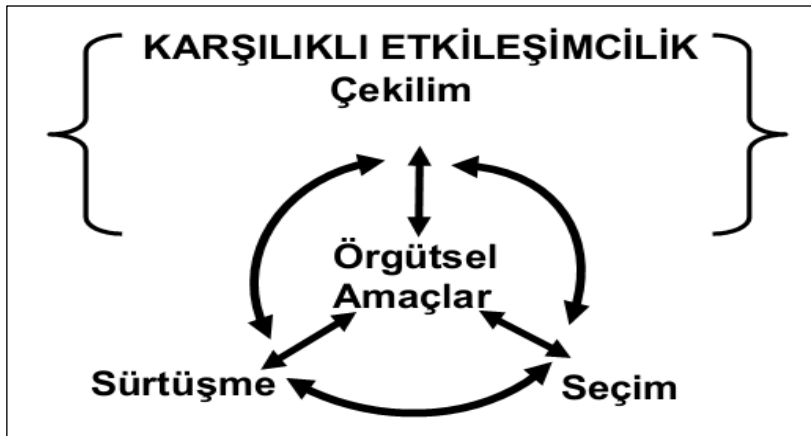 KARŞILIKLI ETKİLEŞİMCİLİK
Çekilim
Örgütsel
Amaçlar
Sürtüşme
Seçim